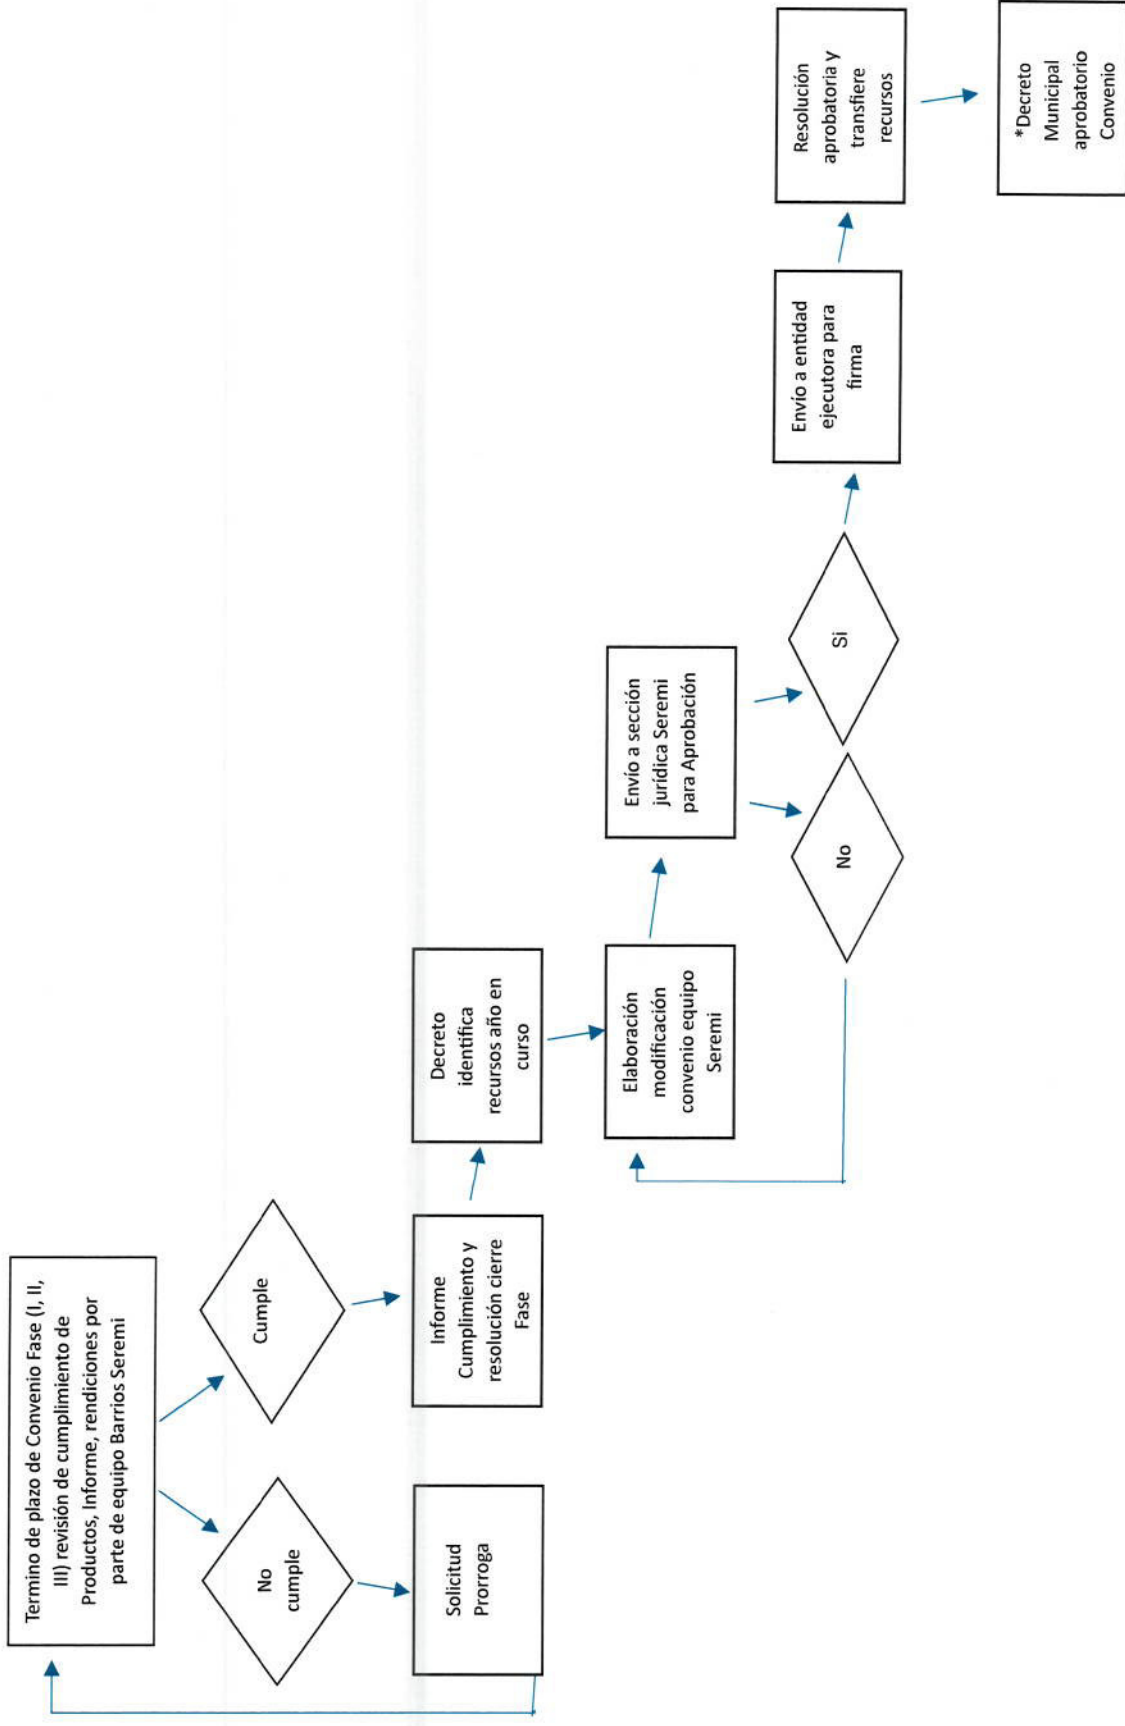 Termino de plazo de Convenio Fase (I, II,
III) revisión de cumplimiento de
Productos, Informe, rendiciones por
parte de equipo Barrios Seremi
No
cumple
Cumple
Solicitud
Prorroga
Informe
Cumplimiento y
resolución cierre
Fase
Decreto
identifica
recursos año en
curso
Elaboración
modificación
convenio equipo
Seremi
Envío a sección
jurídica Seremi
para Aprobación
No
Si
Envío a entidad
ejecutora para
firma
Resolución
aprobatoria y
transfiere
recursos
*Decreto
Municipal
aprobatorio
Convenio